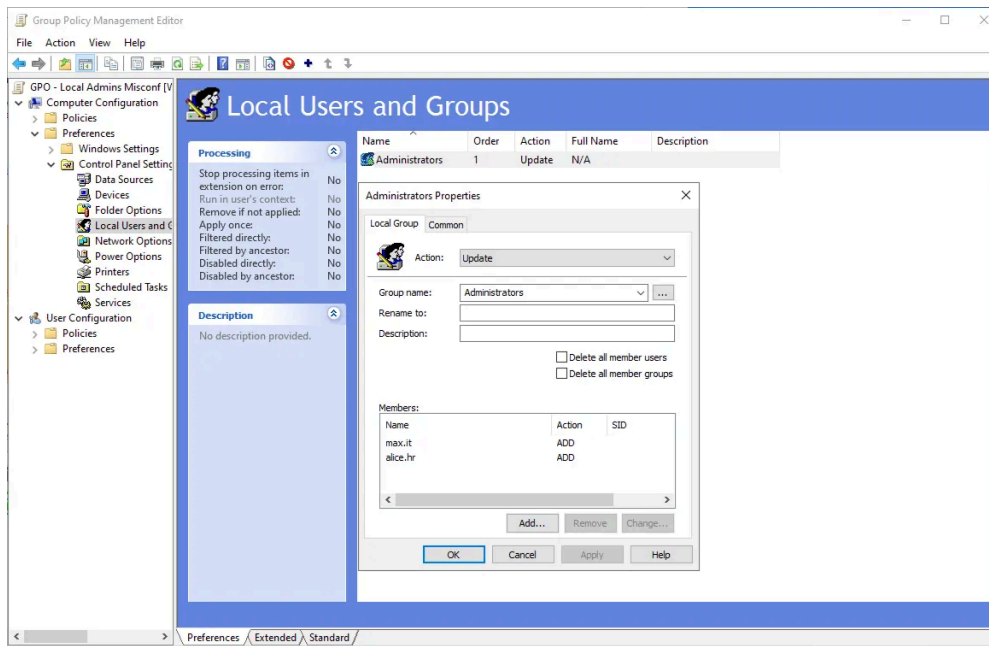 Group Policy Management Editor
File Action View Help
GPO - Local Admins Misconf [V
Computer Configuration
Policies
Preferences
Windows Settings
Control Panel Setting
Data Sources
Devices
Folder Options
Local Users and G
Network Options
Power Options
Printers
Scheduled Tasks
Services
User Configuration
Policies
Preferences
Local Users and Groups
Processing
Stop processing items in extension on error: No
Run in user's context: No
Remove if not applied: No
Apply once: No
Filtered directly: No
Filtered by ancestor: No
Disabled directly: No
Disabled by ancestor: No
Description
No description provided.
Name Order Action Full Name Description
Administrators 1 Update N/A
Administrators Properties
Local Group Common
Action: Update
Group name: Administrators ...
Rename to:
Description:
Delete all member users
Delete all member groups
Members:
Name Action SID
max.it ADD
alice.hr ADD
Add... Remove Change...
OK Cancel Apply Help
Preferences Extended Standard